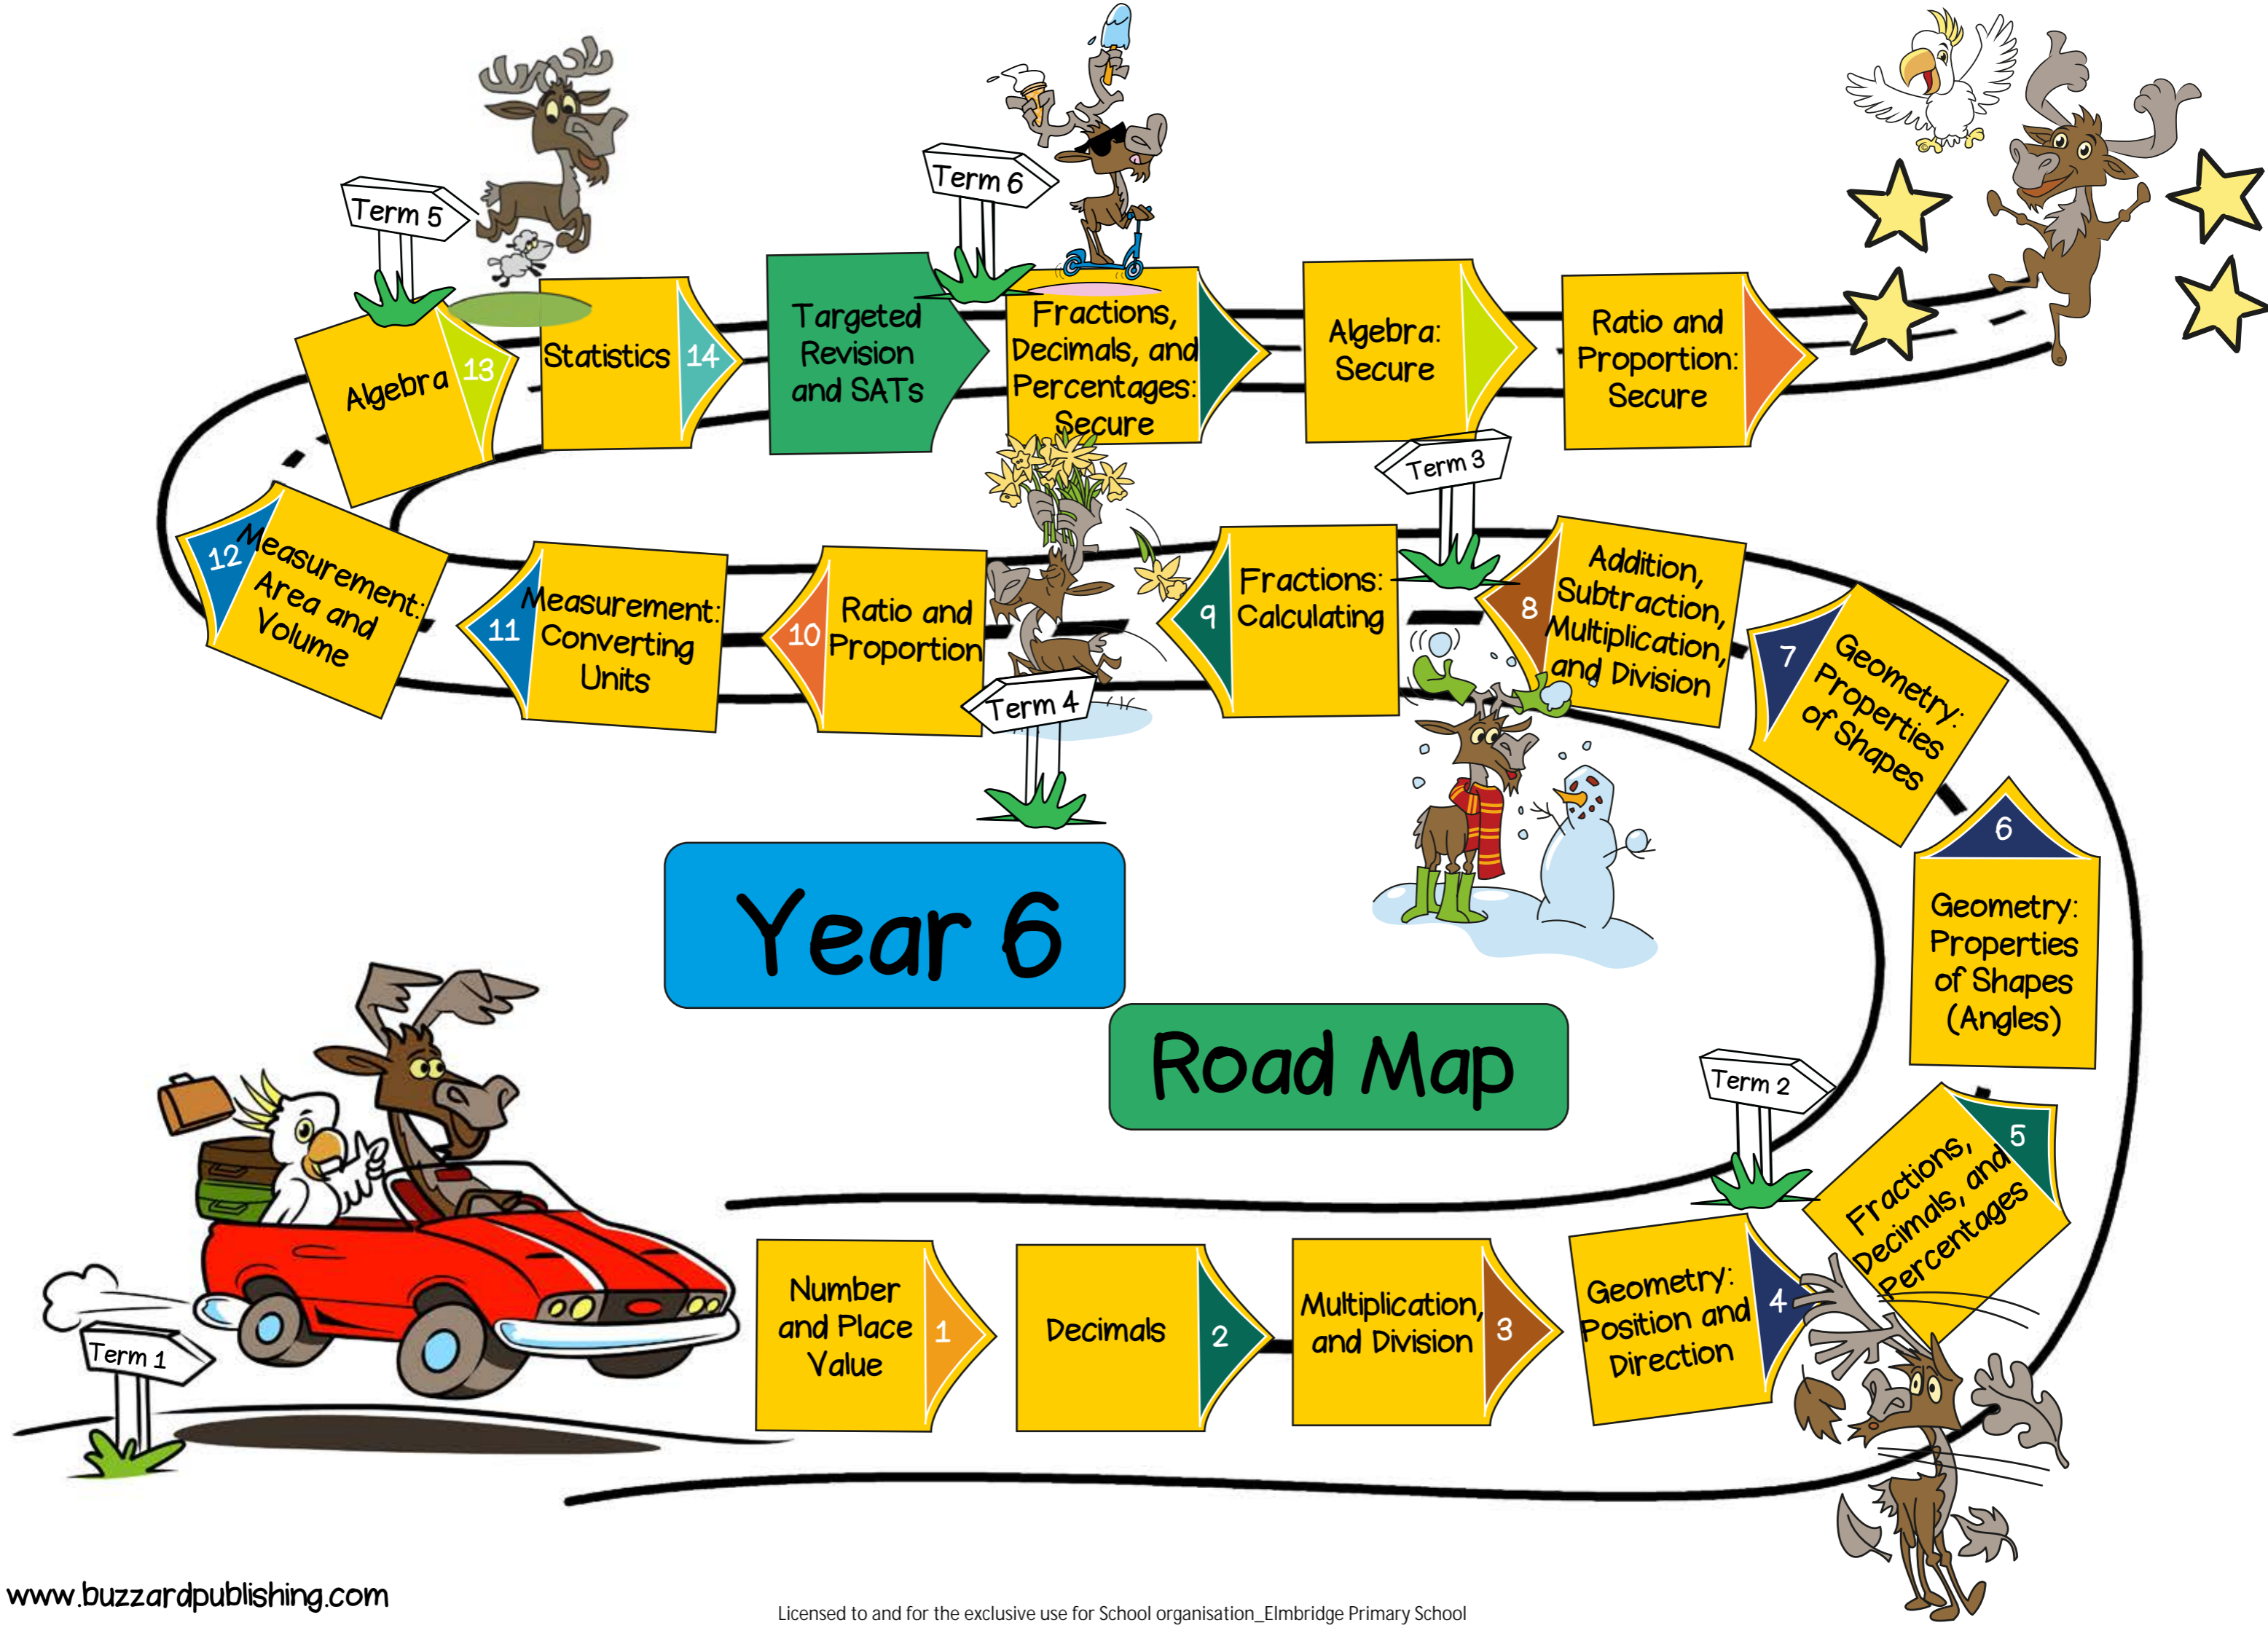 Term 1
Number
and Place
Value
1
Decimals
2
Multiplication,
and Division
3
Geometry:
Position and
Direction
4
Term 2
Fractions,
Decimals, and
Percentages
5
Geometry:
Properties
of Shapes
(Angles)
6
Geometry:
Properties
of Shapes
7
Addition,
Subtraction,
Multiplication,
and Division
8
Term 3
Fractions:
Calculating
9
Term 4
Ratio and
Proportion
10
Measurement:
Converting
Units
11
Measurement:
Area and
Volume
12
Term 5
Algebra
13
Statistics
14
Targeted
Revision
and SATs
Term 6
Fractions,
Decimals, and
Percentages:
Secure
Algebra:
Secure
Ratio and
Proportion:
Secure
Year 6
Road Map
www.buzzardpublishing.com
Licensed to and for the exclusive use for School organisation_Elmbridge Primary School